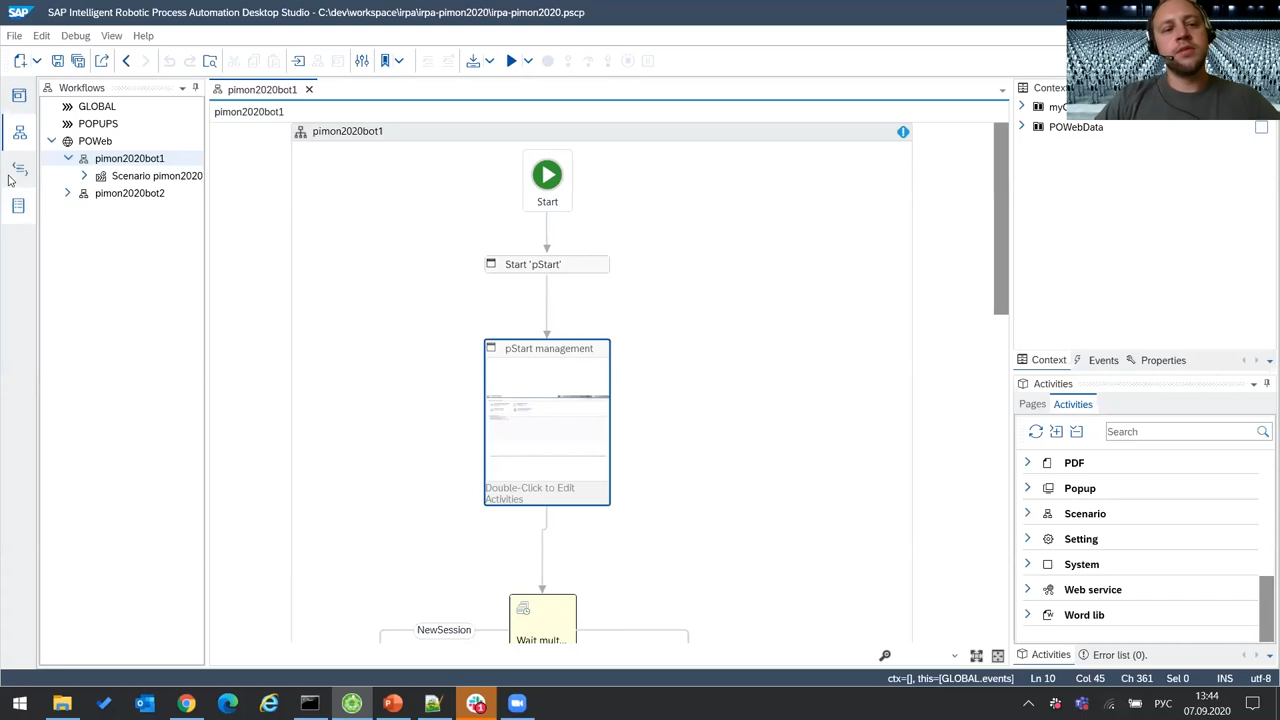 SAP Intelligent Robotic Process Automation Desktop Studio - C:\dev\workspace\irpa\irpa-pimon2020\irpa-pimon2020.pscp
File Edit Debug View Help
Workflows
GLOBAL
POPUPS
POWeb
pimon2020bot1
Scenario pimon2020
pimon2020bot2
pimon2020bot1
pimon2020bot1
pimon2020bot1
Start
Start 'pStart'
pStart management
Double-Click to Edit
Activities
NewSession
Wait mult...
Conte
POWebData
Context Events Properties
Activities
Pages Activities
Search
PDF
Popup
Scenario
Setting
System
Web service
Word lib
Activities Error list (0).
ctx=[], this=[GLOBAL.events] Ln 10 Col 45 Ch 361 Sel 0 INS utf-8
РУС
13:44
07.09.2020